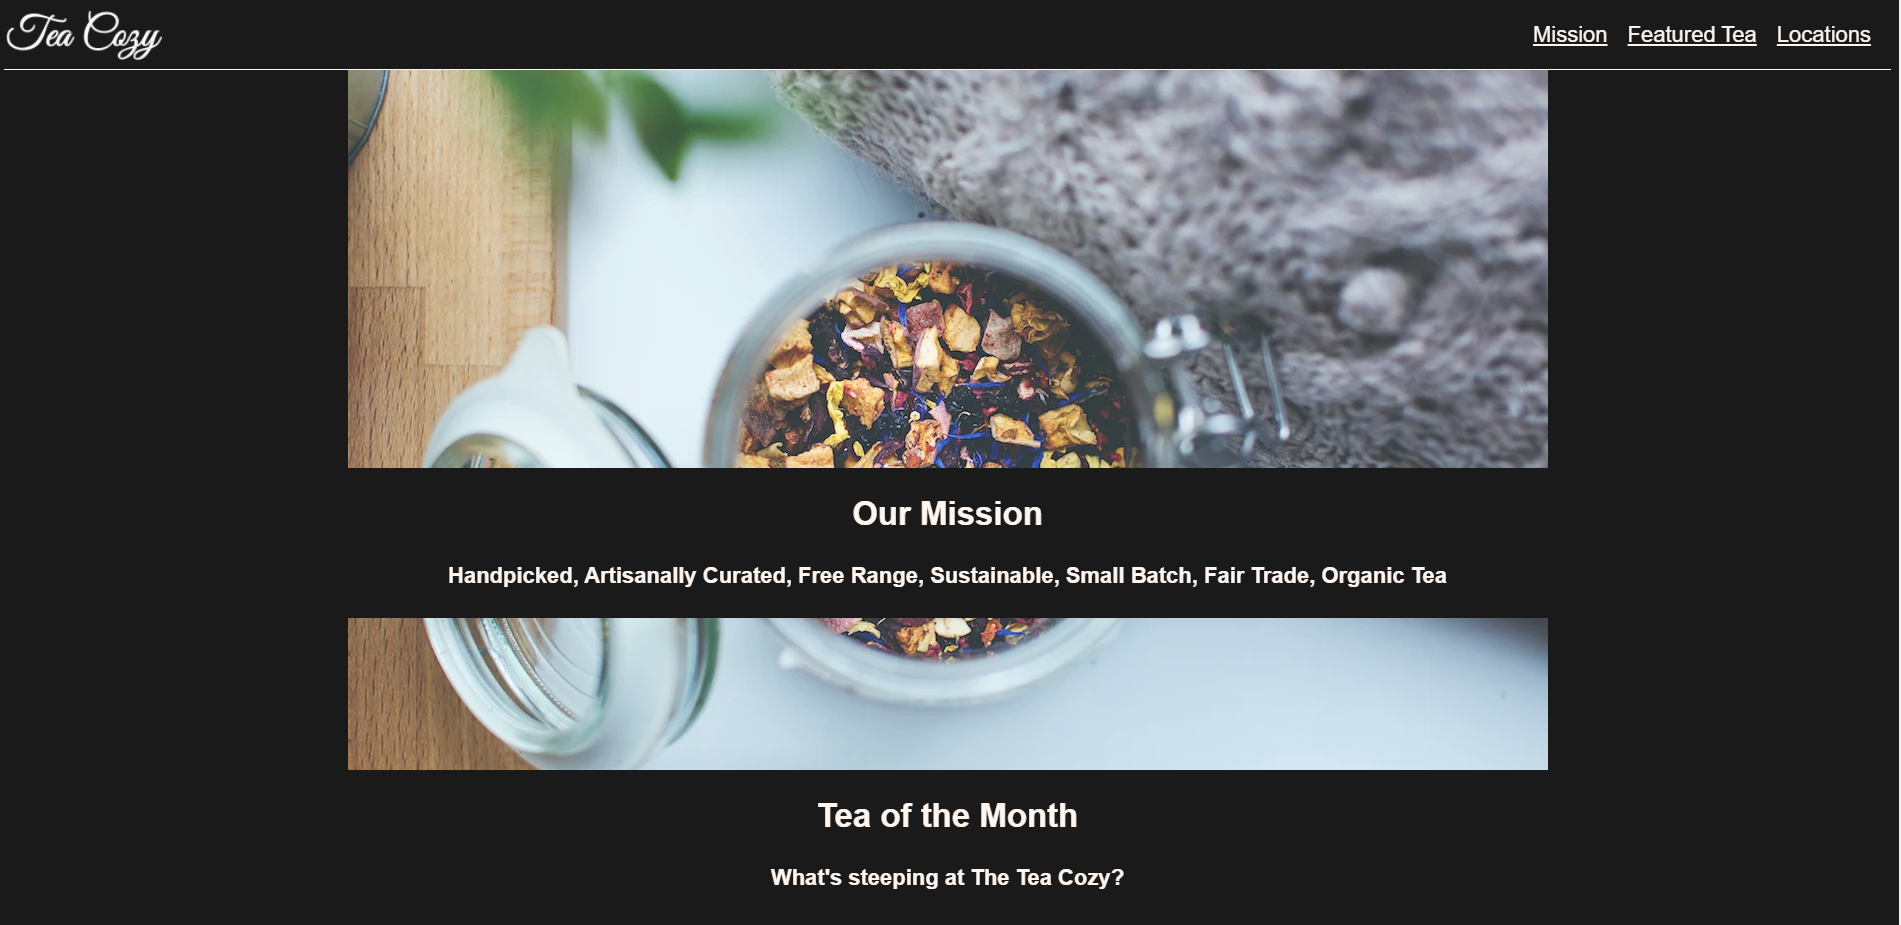 Tea Cozy
Mission Featured Tea Locations
Our Mission
Handpicked, Artisanally Curated, Free Range, Sustainable, Small Batch, Fair Trade, Organic Tea
Tea of the Month
What's steeping at The Tea Cozy?